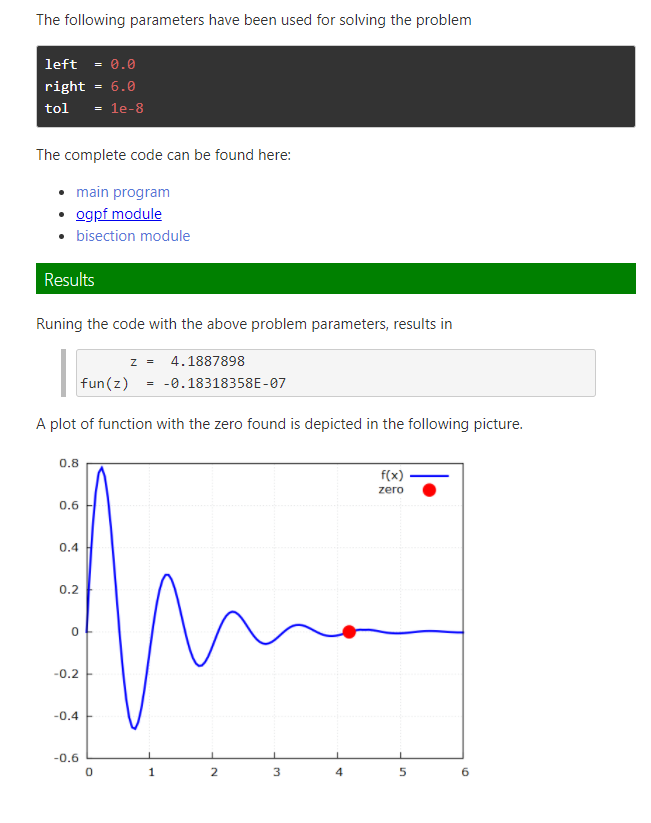 The following parameters have been used for solving the problem
left  = 0.0
right = 6.0
tol   = 1e-8
The complete code can be found here:
• main program
• ogpf module
• bisection module
Results
Runing the code with the above problem parameters, results in
z =  4.1887898
fun(z)  = -0.18318358E-07
A plot of function with the zero found is depicted in the following picture.
f(x)
zero
0.8
0.6
0.4
0.2
0
-0.2
-0.4
-0.6
0 1 2 3 4 5 6